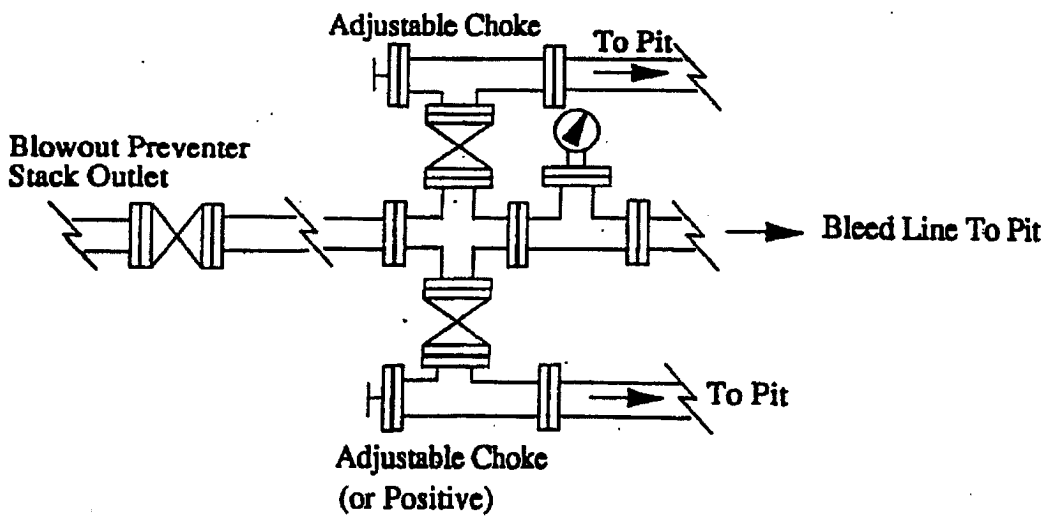 Adjustable Choke
To Pit
Blowout Preventer
Stack Outlet
Bleed Line To Pit
To Pit
Adjustable Choke
(or Positive)